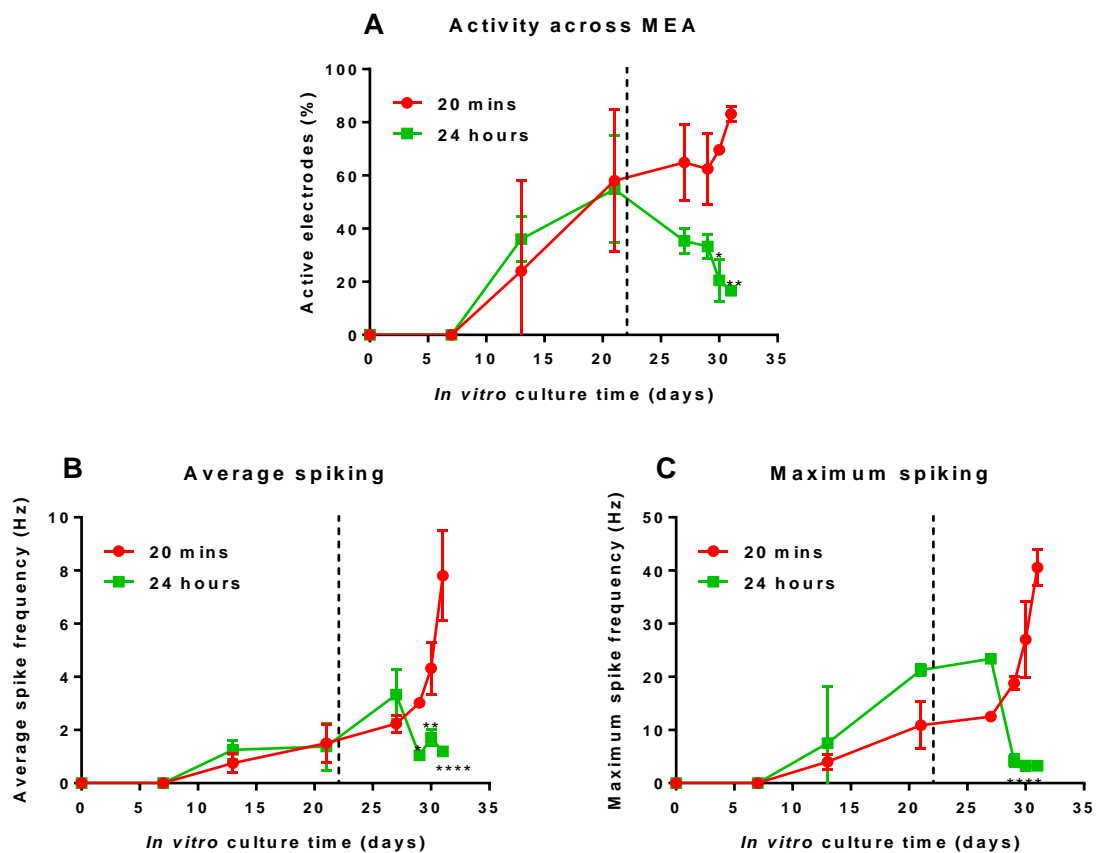 A Activity across MEA
100
80
60
40
20
0
Active electrodes (%)
20 mins
24 hours
*
**
0 5 10 15 20 25 30 35
In vitro culture time (days)
B Average spiking
10
8
6
4
2
0
Average spike frequency (Hz)
20 mins
24 hours
**
*
****
0 5 10 15 20 25 30 35
In vitro culture time (days)
C Maximum spiking
50
40
30
20
10
0
Maximum spike frequency (Hz)
20 mins
24 hours
****
0 5 10 15 20 25 30 35
In vitro culture time (days)